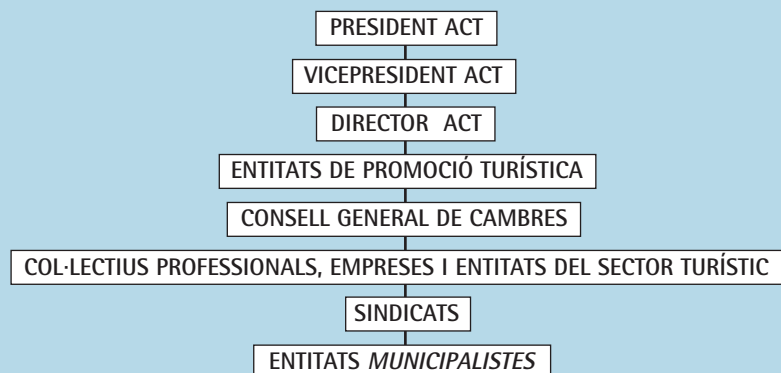 PRESIDENT ACT
VICEPRESIDENT ACT
DIRECTOR ACT
ENTITATS DE PROMOCIÓ TURÍSTICA
CONSELL GENERAL DE CAMBRES
COL·LECTIUS PROFESSIONALS, EMPRESES I ENTITATS DEL SECTOR TURÍSTIC
SINDICATS
ENTITATS MUNICIPALISTES